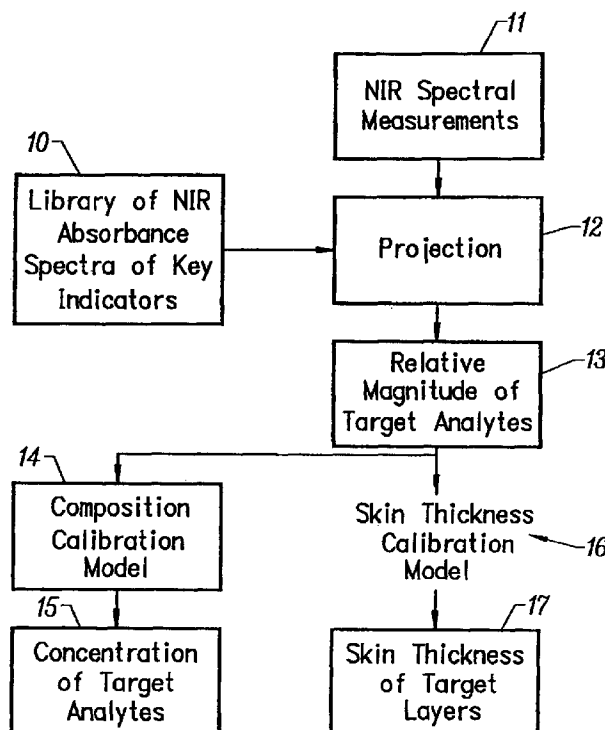 11
NIR Spectral
Measurements
10
Library of NIR
Absorbance
Spectra of Key
Indicators
12
Projection
13
Relative
Magnitude of
Target Analytes
14
Composition
Calibration
Model
Skin Thickness
Calibration
Model
16
15
Concentration
of Target
Analytes
17
Skin Thickness
of Target
Layers